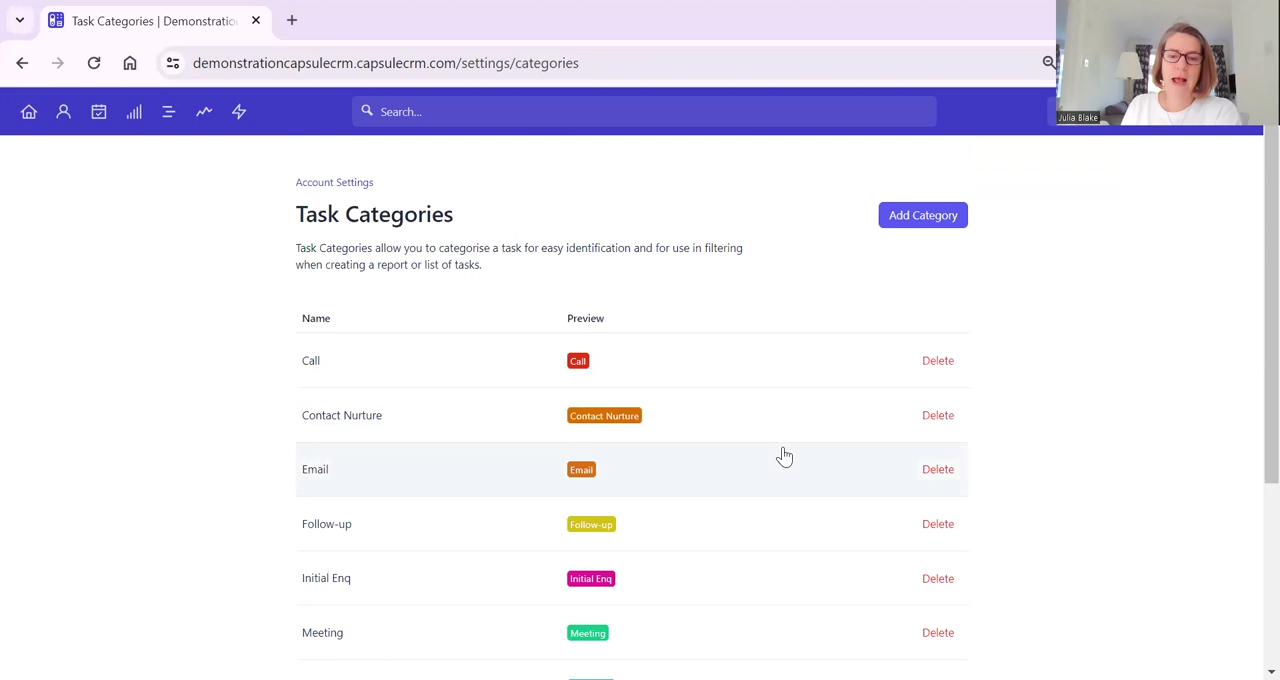 Task Categories | Demonstratio
demonstrationcapsulecrm.capsulecrm.com/settings/categories
Julia Blake
Search...
Account Settings
Task Categories
Add Category
Task Categories allow you to categorise a task for easy identification and for use in filtering
when creating a report or list of tasks.
Name Preview
Call Call Delete
Contact Nurture Contact Nurture Delete
Email Email Delete
Follow-up Follow-up Delete
Initial Enq Initial Enq Delete
Meeting Meeting Delete